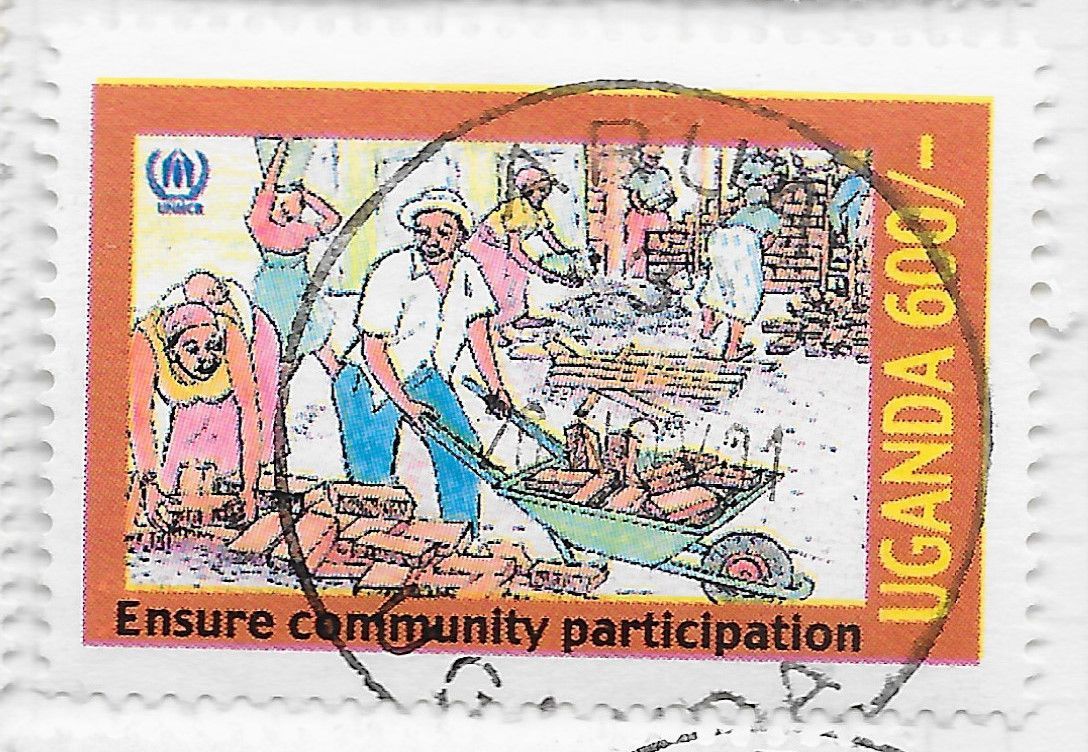 UNHCR
UGANDA 600/-
Ensure community participation